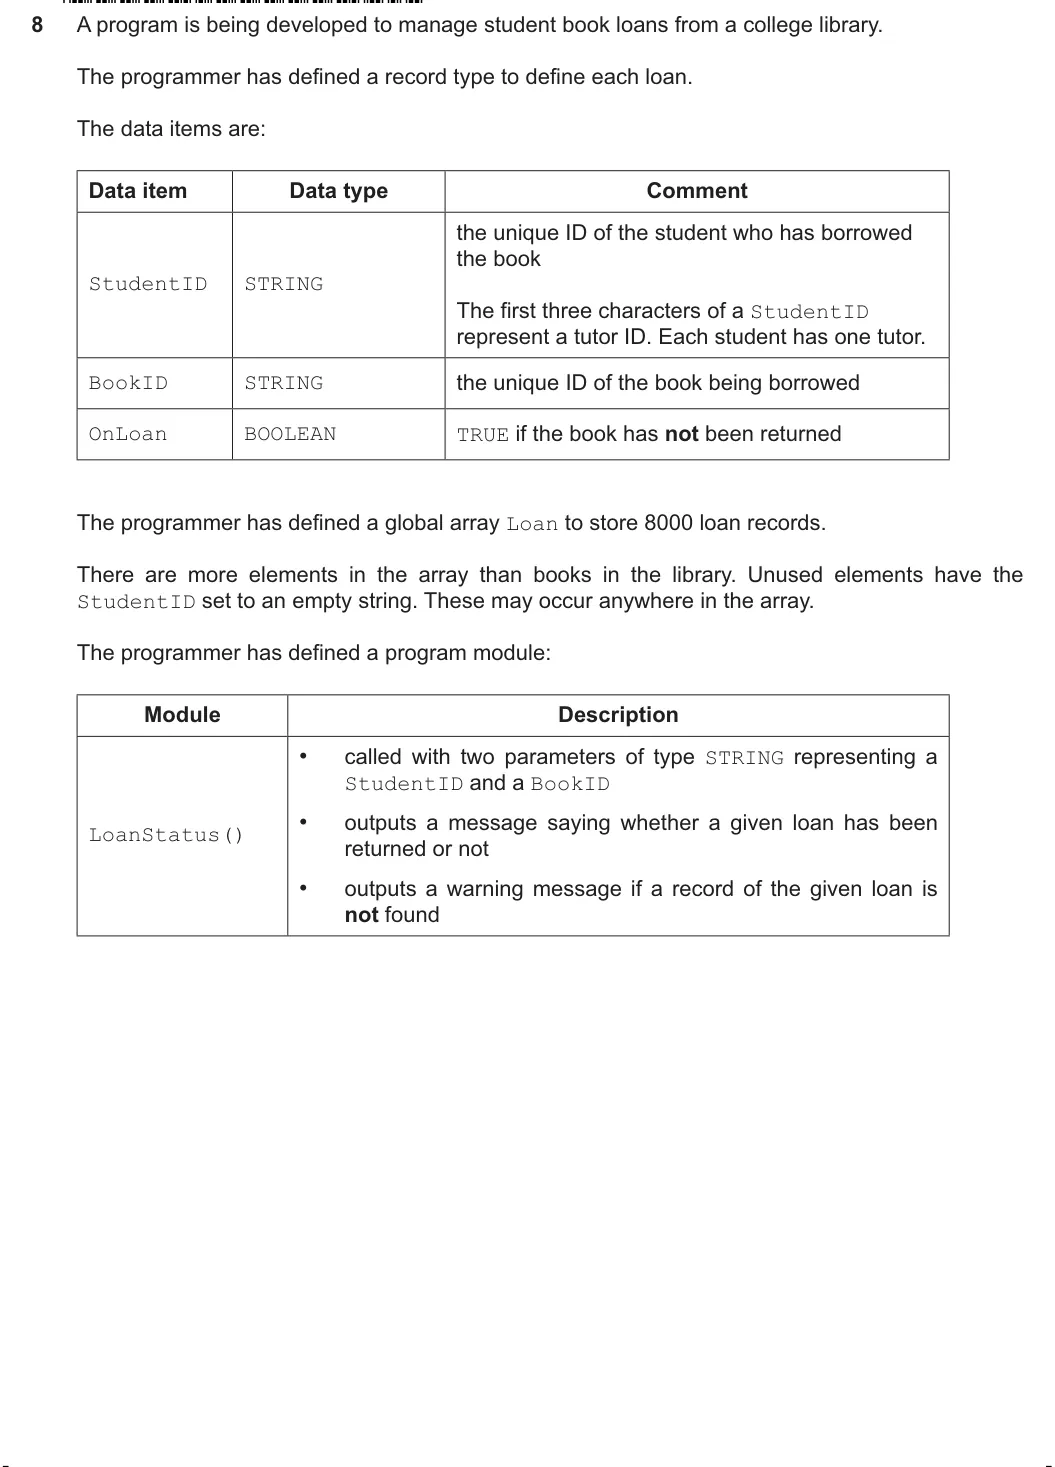 8 A program is being developed to manage student book loans from a college library.
The programmer has defined a record type to define each loan.
The data items are:
Data item Data type Comment
StudentID STRING the unique ID of the student who has borrowed
the book
The first three characters of a StudentID
represent a tutor ID. Each student has one tutor.
BookID STRING the unique ID of the book being borrowed
OnLoan BOOLEAN TRUE if the book has not been returned
The programmer has defined a global array Loan to store 8000 loan records.
There are more elements in the array than books in the library. Unused elements have the
StudentID set to an empty string. These may occur anywhere in the array.
The programmer has defined a program module:
Module Description
LoanStatus()
• called with two parameters of type STRING representing a
StudentID and a BookID
• outputs a message saying whether a given loan has been
returned or not
• outputs a warning message if a record of the given loan is
not found